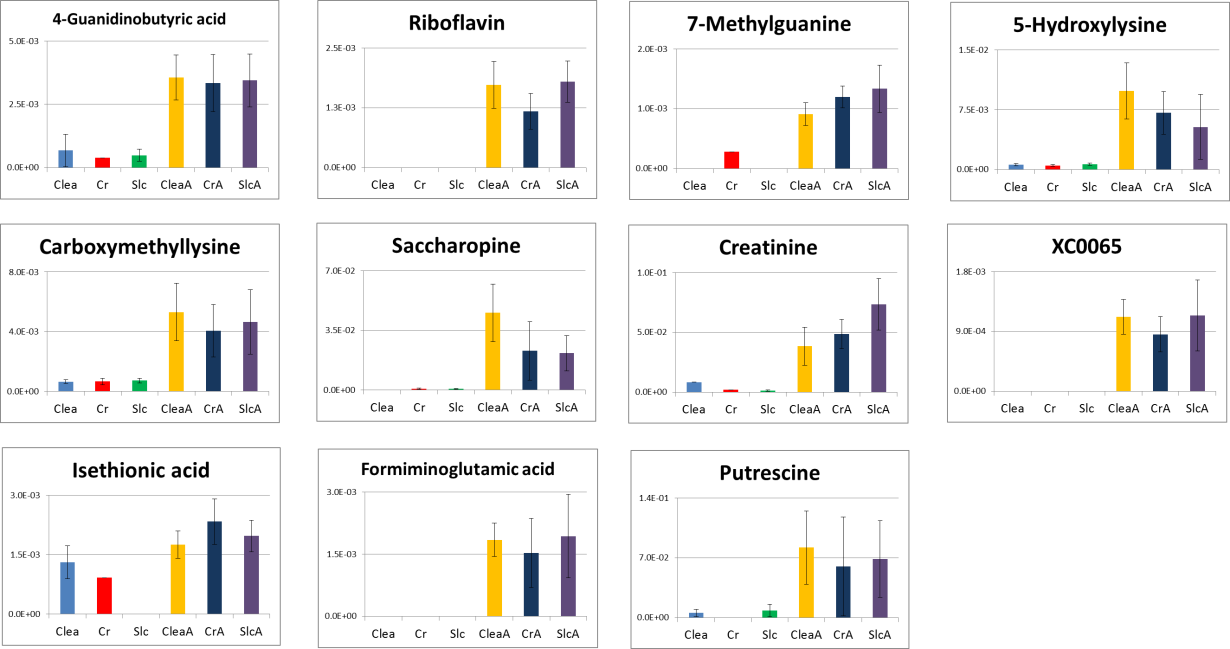 4-Guanidinobutyric acid
5.0E-03
2.5E-03
0.0E+00
Clea Cr Slc CleaA CrA SlcA
Riboflavin
2.5E-03
1.3E-03
0.0E+00
Clea Cr Slc CleaA CrA SlcA
7-Methylguanine
2.0E-03
1.0E-03
0.0E+00
Clea Cr Slc CleaA CrA SlcA
5-Hydroxylysine
1.5E-02
7.5E-03
0.0E+00
Clea Cr Slc CleaA CrA SlcA
Carboxymethyllysine
8.0E-03
4.0E-03
0.0E+00
Clea Cr Slc CleaA CrA SlcA
Saccharopine
7.0E-02
3.5E-02
0.0E+00
Clea Cr Slc CleaA CrA SlcA
Creatinine
1.0E-01
5.0E-02
0.0E+00
Clea Cr Slc CleaA CrA SlcA
XC0065
1.8E-03
9.0E-04
0.0E+00
Clea Cr Slc CleaA CrA SlcA
Isethionic acid
3.0E-03
1.5E-03
0.0E+00
Clea Cr Slc CleaA CrA SlcA
Formiminoglutamic acid
3.0E-03
1.5E-03
0.0E+00
Clea Cr Slc CleaA CrA SlcA
Putrescine
1.4E-01
7.0E-02
0.0E+00
Clea Cr Slc CleaA CrA SlcA